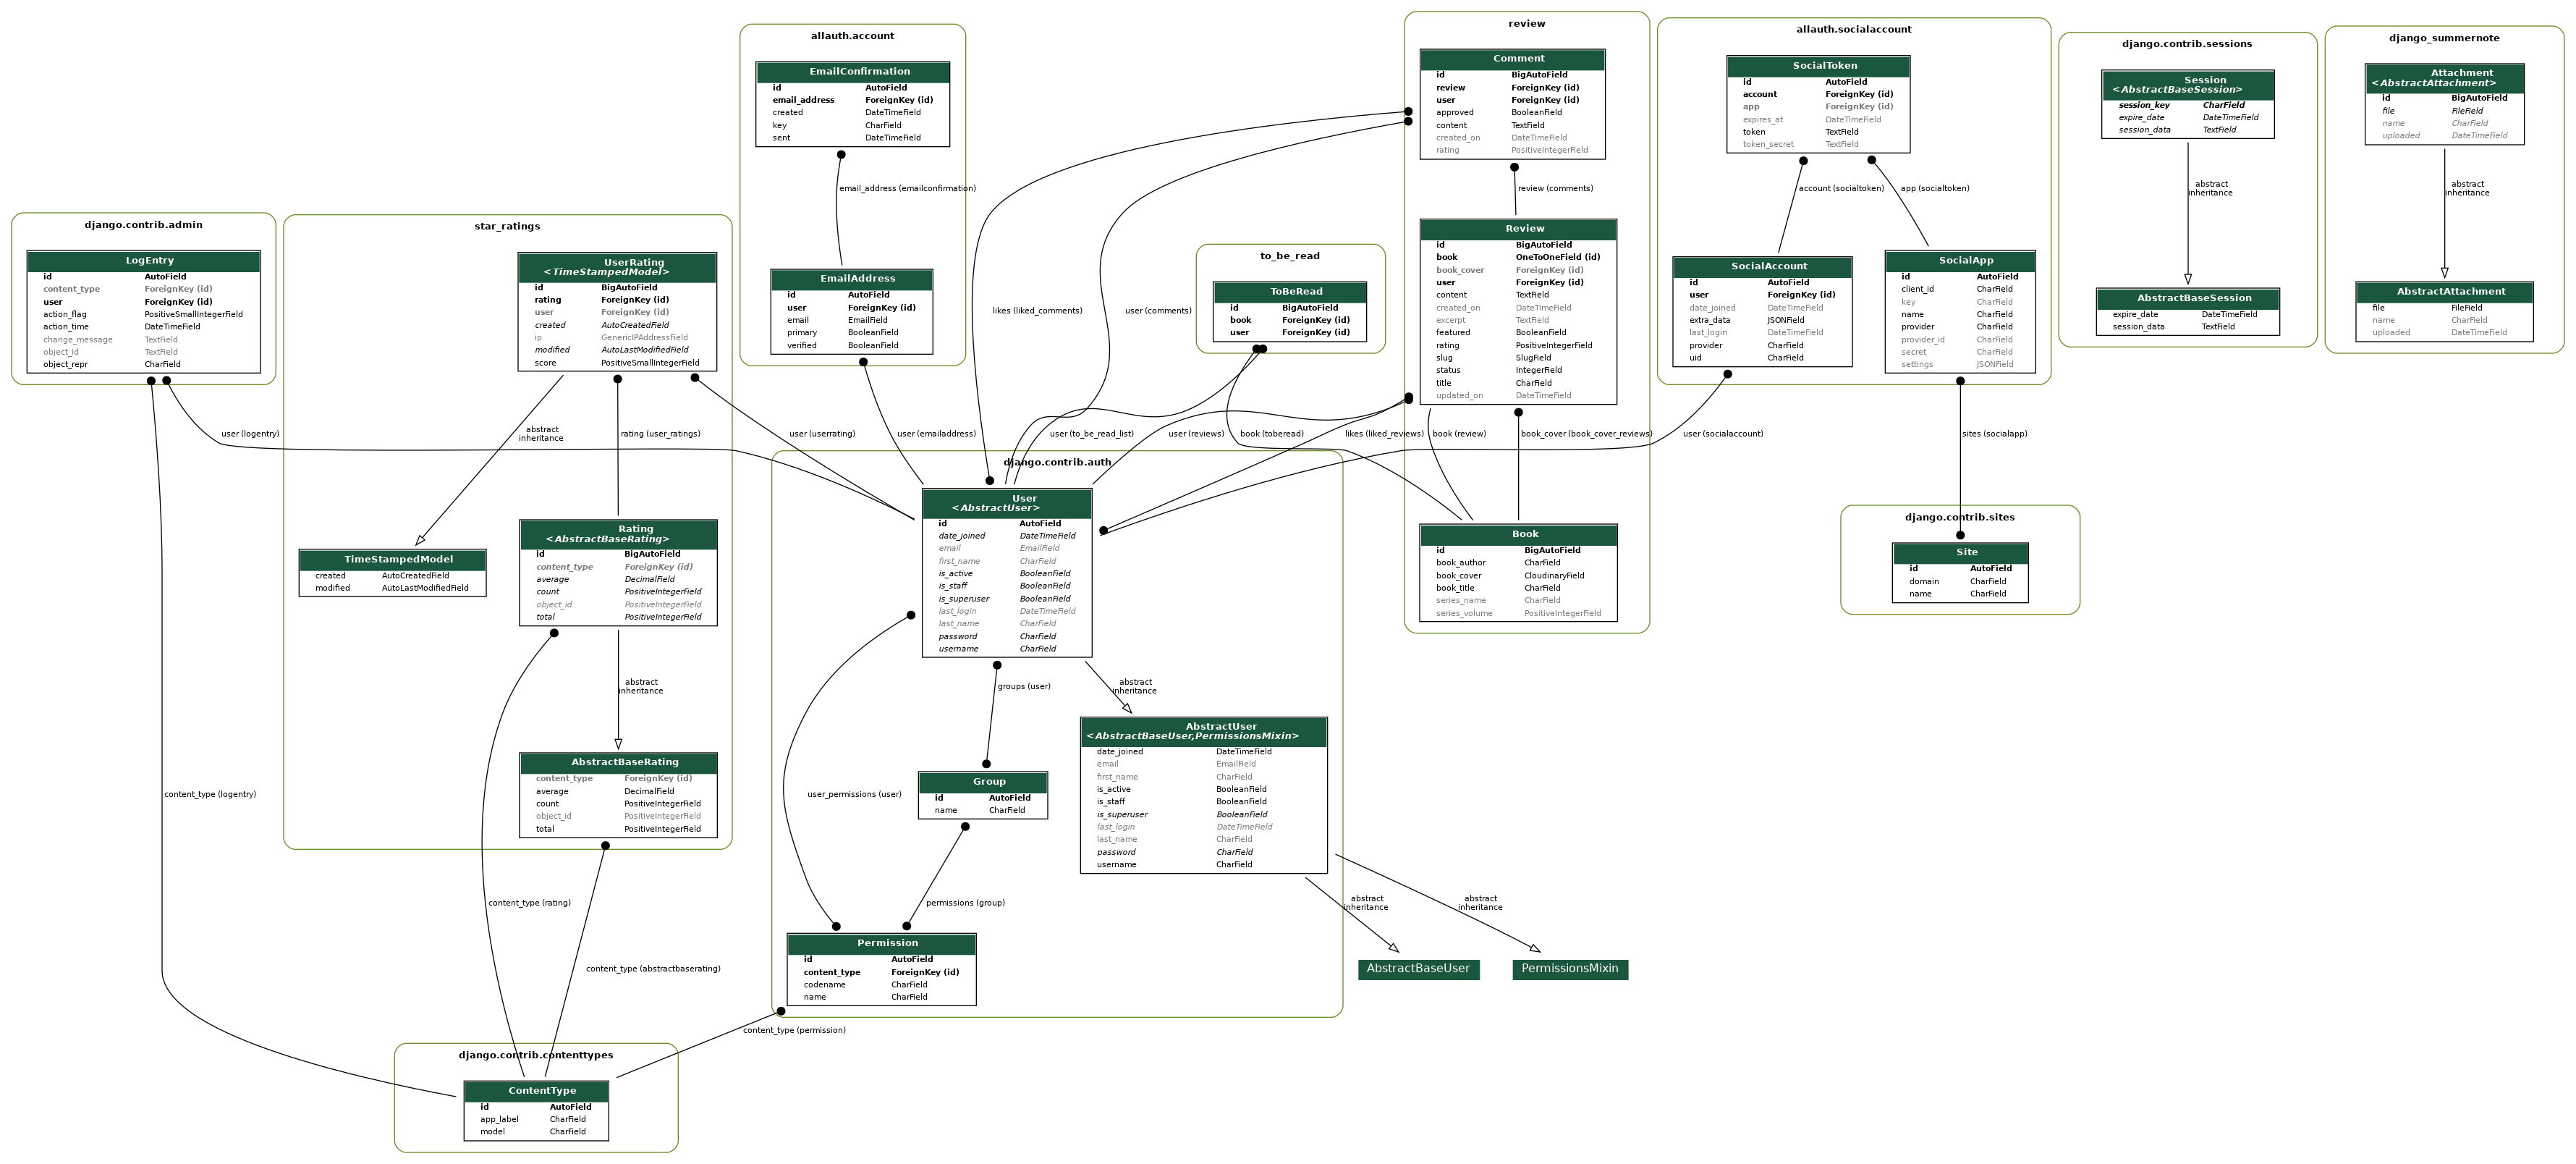 allauth.account
EmailConfirmation
id AutoField
email_address ForeignKey (id)
created DateTimeField
key CharField
sent DateTimeField
email_address (emailconfirmation)
EmailAddress
id AutoField
user ForeignKey (id)
email EmailField
primary BooleanField
verified BooleanField
review
Comment
id BigAutoField
review ForeignKey (id)
user ForeignKey (id)
approved BooleanField
content TextField
created_on DateTimeField
rating PositiveIntegerField
review (comments)
Review
id BigAutoField
book OneToOneField (id)
book_cover ForeignKey (id)
user ForeignKey (id)
content TextField
created_on DateTimeField
excerpt TextField
featured BooleanField
rating PositiveIntegerField
slug SlugField
status IntegerField
title CharField
updated_on DateTimeField
book (review)
book_cover (book_cover_reviews)
Book
id BigAutoField
book_author CharField
book_cover CloudinaryField
book_title CharField
series_name CharField
series_volume PositiveIntegerField
allauth.socialaccount
SocialToken
id AutoField
account ForeignKey (id)
app ForeignKey (id)
expires_at DateTimeField
token TextField
token_secret TextField
account (socialtoken)
app (socialtoken)
SocialAccount
id AutoField
user ForeignKey (id)
date_joined DateTimeField
extra_data JSONField
last_login DateTimeField
provider CharField
uid CharField
SocialApp
id AutoField
client_id CharField
key CharField
name CharField
provider CharField
provider_id CharField
secret CharField
settings JSONField
django.contrib.sessions
Session
<AbstractBaseSession>
session_key CharField
expire_date DateTimeField
session_data TextField
abstract
inheritance
AbstractBaseSession
expire_date DateTimeField
session_data TextField
django_summernote
Attachment
<AbstractAttachment>
id BigAutoField
file FileField
name CharField
uploaded DateTimeField
abstract
inheritance
AbstractAttachment
file FileField
name CharField
uploaded DateTimeField
django.contrib.admin
LogEntry
id AutoField
content_type ForeignKey (id)
user ForeignKey (id)
action_flag PositiveSmallIntegerField
action_time DateTimeField
change_message TextField
object_id TextField
object_repr CharField
star_ratings
UserRating
<TimeStampedModel>
id BigAutoField
rating ForeignKey (id)
user ForeignKey (id)
created AutoCreatedField
ip GenericIPAddressField
modified AutoLastModifiedField
score PositiveSmallIntegerField
abstract
inheritance
rating (user_ratings)
TimeStampedModel
created AutoCreatedField
modified AutoLastModifiedField
Rating
<AbstractBaseRating>
id BigAutoField
content_type ForeignKey (id)
average DecimalField
count PositiveIntegerField
object_id PositiveIntegerField
total PositiveIntegerField
abstract
inheritance
AbstractBaseRating
content_type ForeignKey (id)
average DecimalField
count PositiveIntegerField
object_id PositiveIntegerField
total PositiveIntegerField
to_be_read
ToBeRead
id BigAutoField
book ForeignKey (id)
user ForeignKey (id)
likes (liked_comments)
user (comments)
user (logentry)
user (userrating)
user (emailaddress)
user (to_be_read_list)
user (reviews)
book (toberead)
likes (liked_reviews)
user (socialaccount)
sites (socialapp)
django.contrib.auth
User
<AbstractUser>
id AutoField
date_joined DateTimeField
email EmailField
first_name CharField
is_active BooleanField
is_staff BooleanField
is_superuser BooleanField
last_login DateTimeField
last_name CharField
password CharField
username CharField
groups (user)
abstract
inheritance
user_permissions (user)
Group
id AutoField
name CharField
permissions (group)
AbstractUser
<AbstractBaseUser,PermissionsMixin>
date_joined DateTimeField
email EmailField
first_name CharField
is_active BooleanField
is_staff BooleanField
is_superuser BooleanField
last_login DateTimeField
last_name CharField
password CharField
username CharField
abstract
inheritance
abstract
inheritance
AbstractBaseUser
PermissionsMixin
Permission
id AutoField
content_type ForeignKey (id)
codename CharField
name CharField
django.contrib.sites
Site
id AutoField
domain CharField
name CharField
content_type (logentry)
content_type (rating)
content_type (abstractbaserating)
content_type (permission)
django.contrib.contenttypes
ContentType
id AutoField
app_label CharField
model CharField